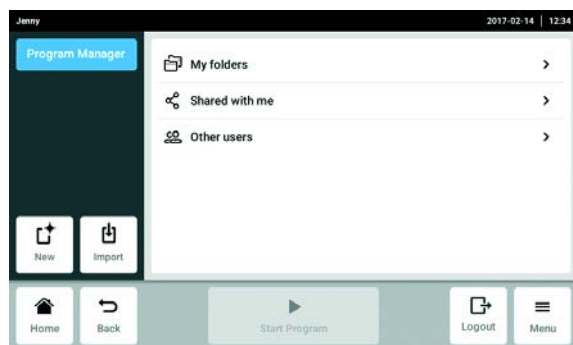 Jenny 2017-02-14 | 12:34
Program Manager
My folders
Shared with me
Other users
New Import
Home Back Start Program Logout Menu